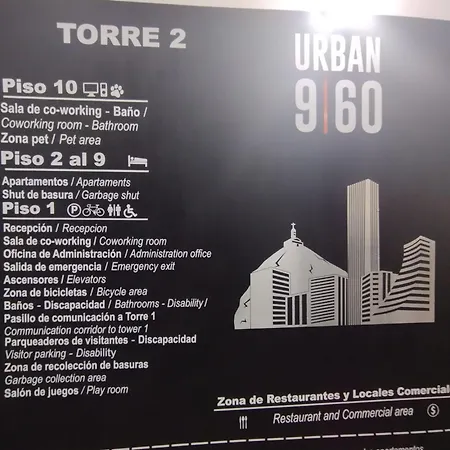 TORRE 2
URBAN
9|60
Piso 10
Sala de co-working - Baño /
Coworking room - Bathroom
Zona pet / Pet area
Piso 2 al 9
Apartamentos / Apartaments
Shut de basura / Garbage shut
Piso 1
Recepción / Recepcion
Sala de co-working / Coworking room
Oficina de Administración / Administration office
Salida de emergencia / Emergency exit
Ascensores / Elevators
Zona de bicicletas / Bicycle area
Baños - Discapacidad / Bathrooms - Disability /
Pasillo de comunicación a Torre 1
Communication corridor to tower 1
Parqueaderos de visitantes - Discapacidad
Visitor parking - Disability
Zona de recolección de basuras
Garbage collection area
Salón de juegos / Play room
Zona de Restaurantes y Locales Comercial
Restaurant and Commercial area